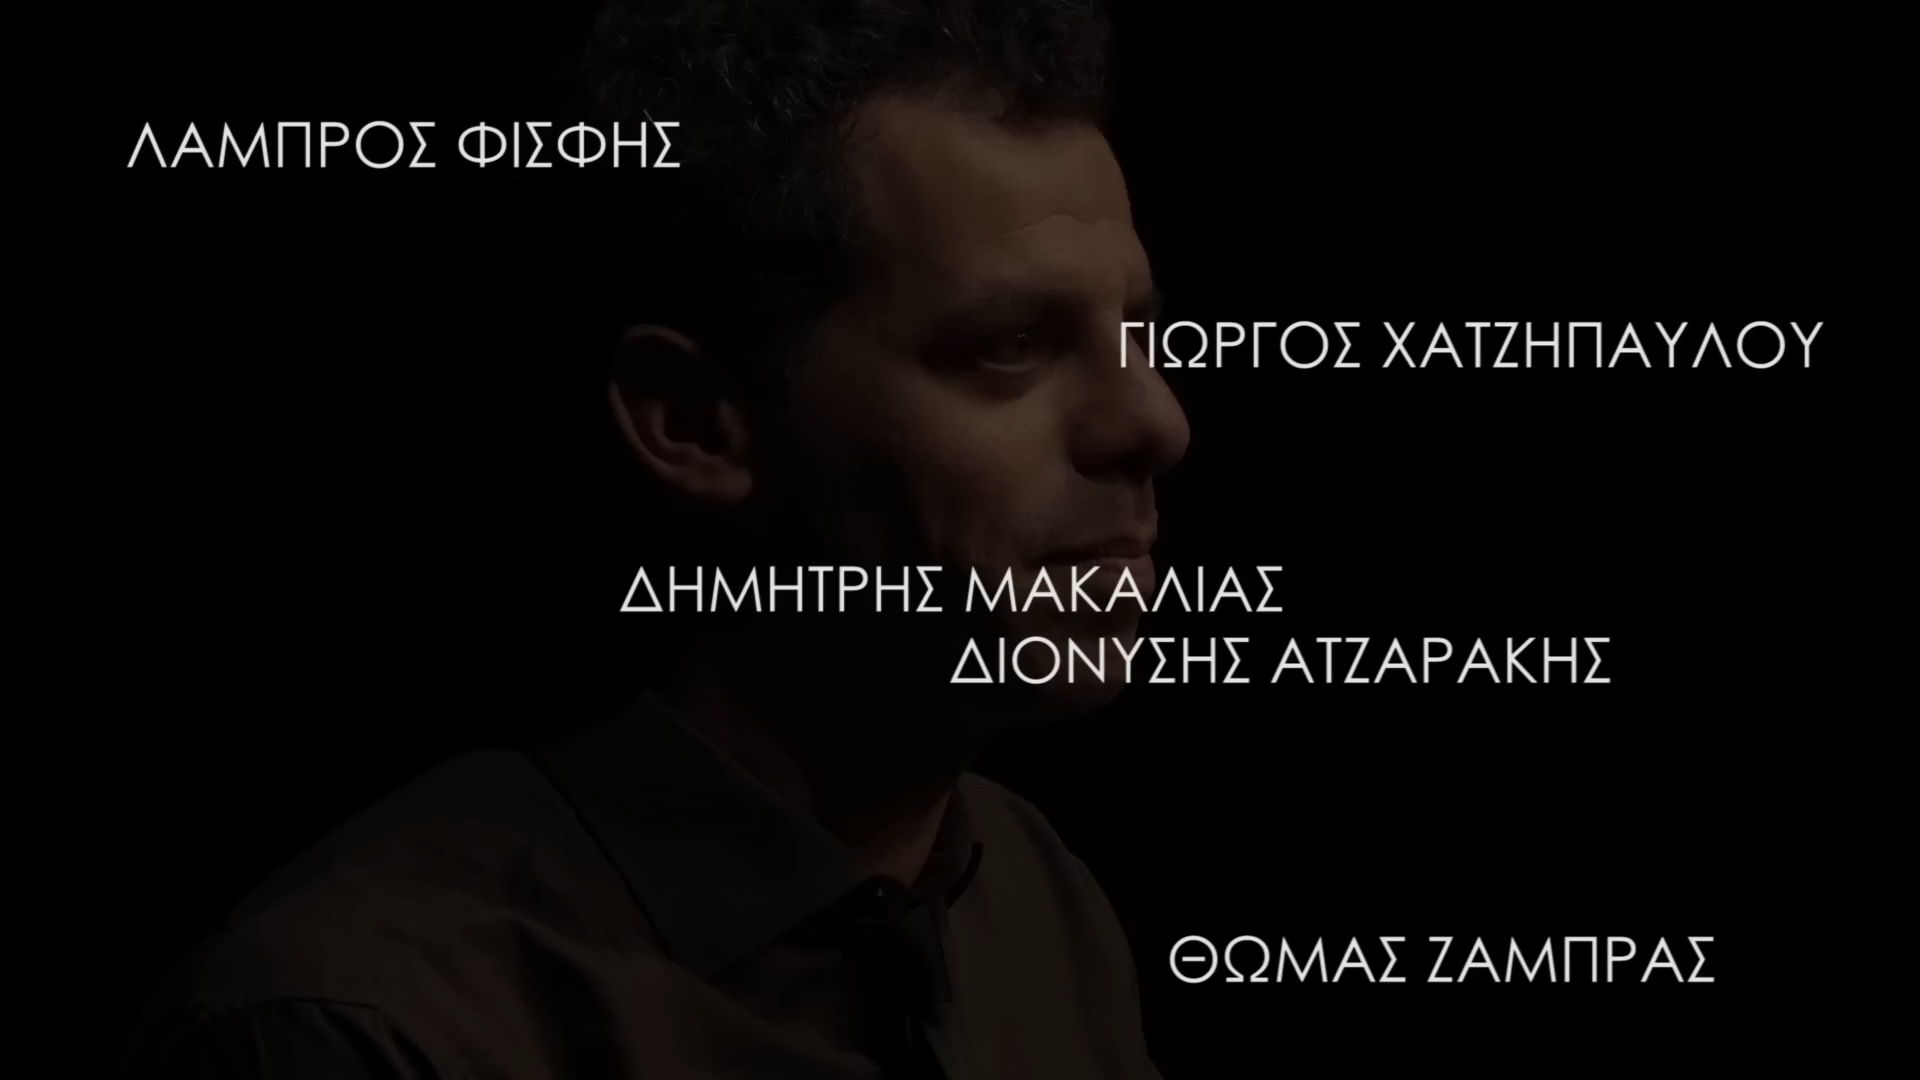 ΛΑΜΠΡΟΣ ΦΙΣΦΗΣ
ΓΙΩΡΓΟΣ ΧΑΤΖΗΠΑΥΛΟΥ
ΔΗΜΗΤΡΗΣ ΜΑΚΑΛΙΑΣ
ΔΙΟΝΥΣΗΣ ΑΤΖΑΡΑΚΗΣ
ΘΩΜΑΣ ΖΑΜΠΡΑΣ